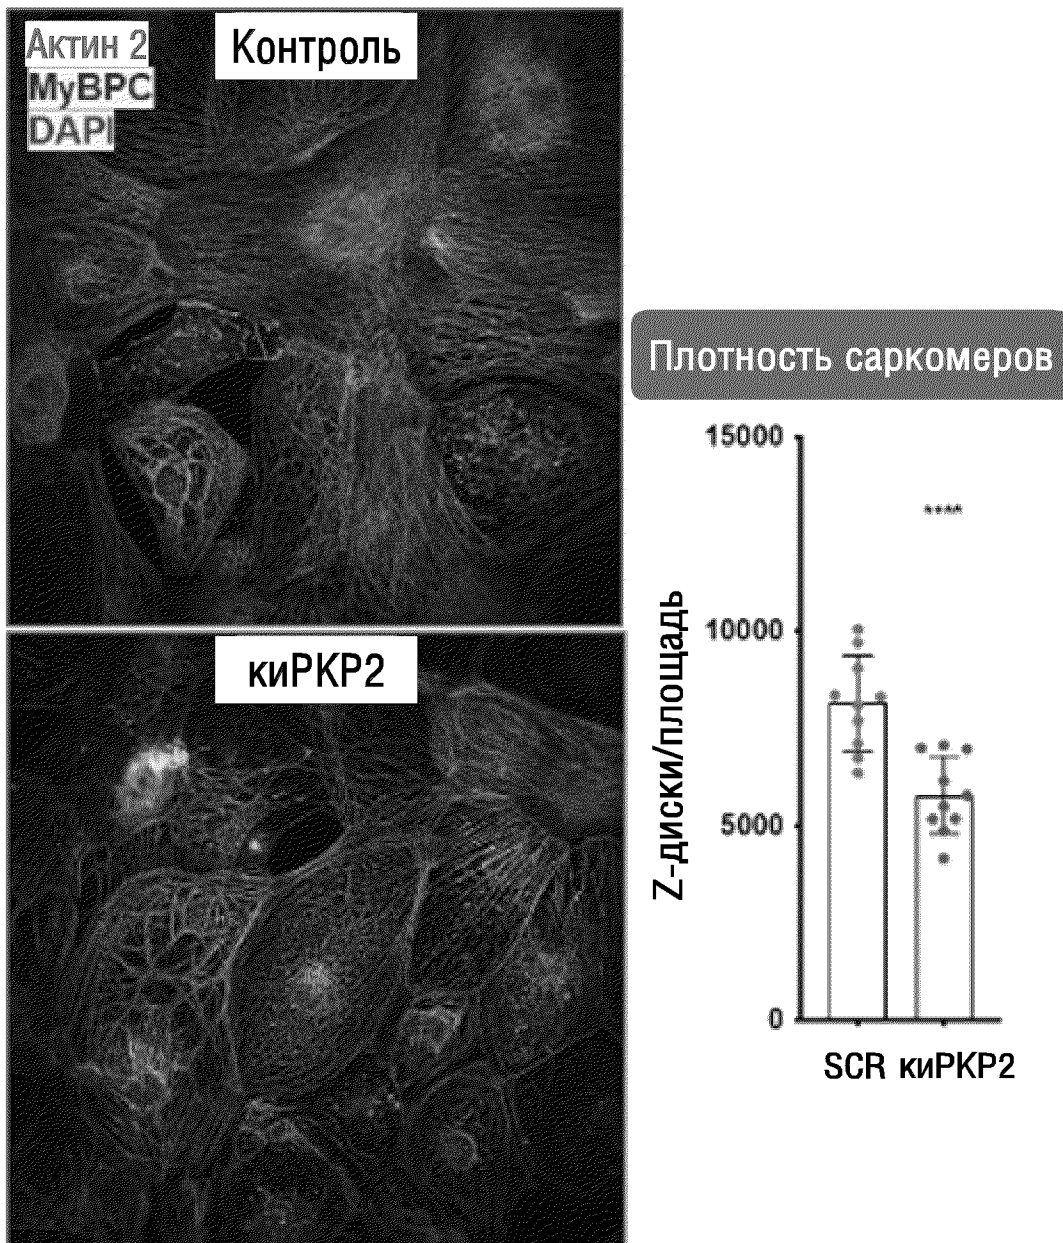 Актин 2
MyBPC
DAPI
Контроль
киPKP2
Плотность саркомеров
15000
****
10000
5000
0
Z-диски/площадь
SCR киPKP2